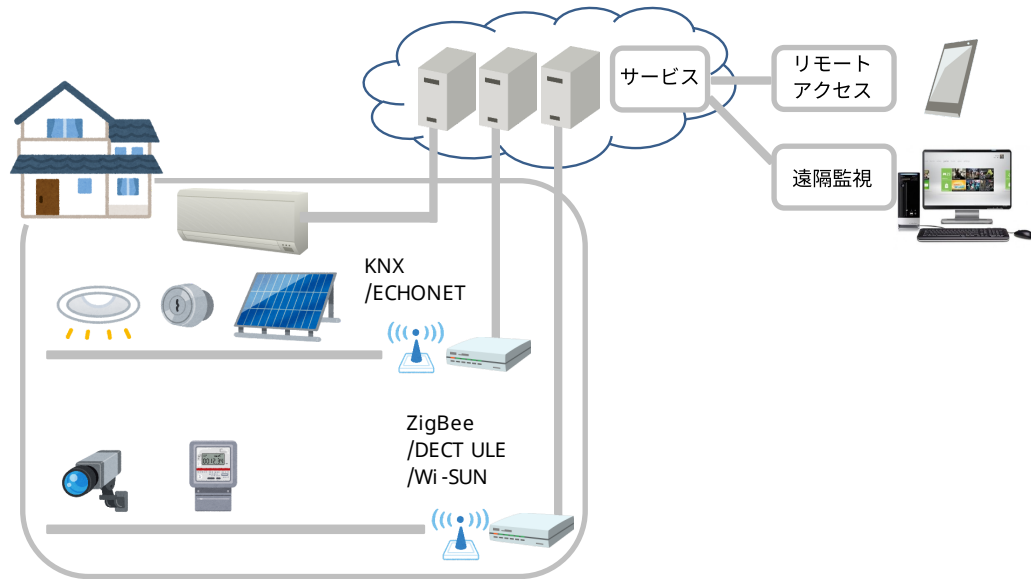 サービス
リモート
アクセス
遠隔監視
KNX
/ECHONET
ZigBee
/DECT ULE
/Wi-SUN